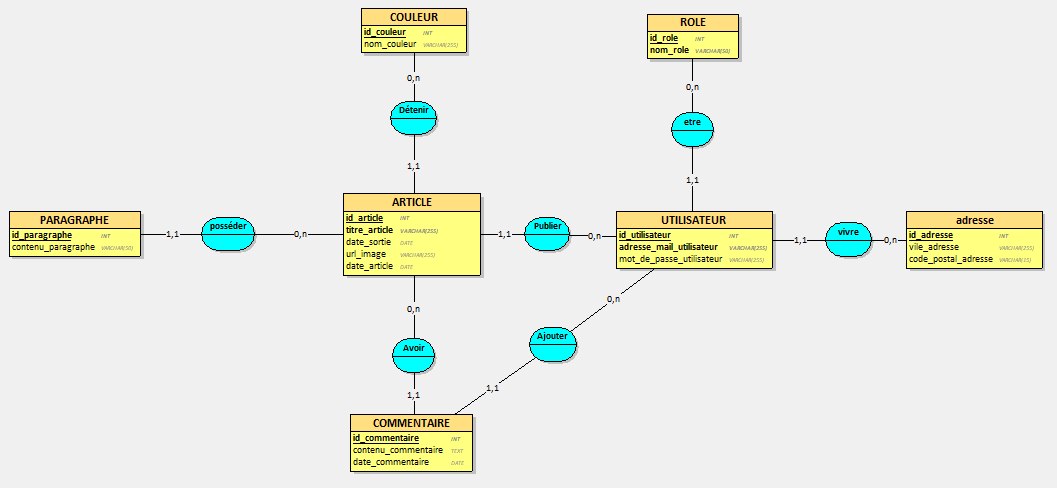 COULEUR
id_couleur INT
nom_couleur VARCHAR(255)
ROLE
id_role INT
nom_role VARCHAR(50)
0,n
0,n
Détenir
etre
1,1
1,1
PARAGRAPHE
id_paragraphe INT
contenu_paragraphe VARCHAR(50)
1,1
posséder
0,n
ARTICLE
id_article INT
titre_article VARCHAR(255)
date_sortie DATE
url_image VARCHAR(255)
date_article DATE
1,1
Publier
0,n
UTILISATEUR
id_utilisateur INT
adresse_mail_utilisateur VARCHAR(255)
mot_de_passe_utilisateur VARCHAR(255)
1,1
vivre
0,n
adresse
id_adresse INT
vile_adresse VARCHAR(255)
code_postal_adresse VARCHAR(15)
0,n
0,n
Avoir
Ajouter
1,1
1,1
COMMENTAIRE
id_commentaire INT
contenu_commentaire TEXT
date_commentaire DATE